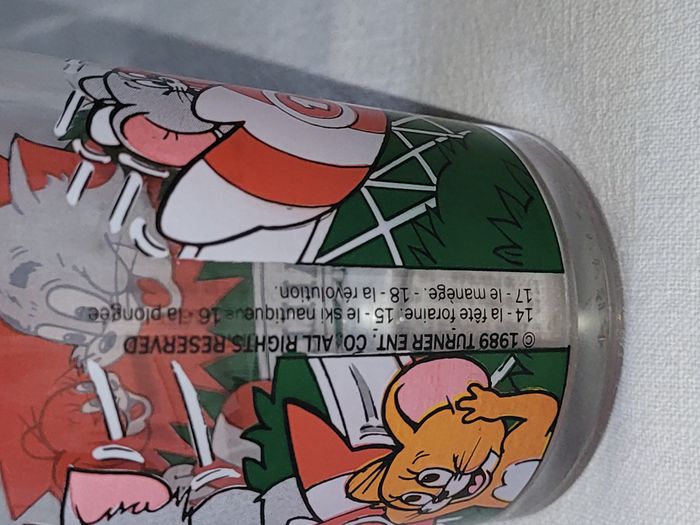 © 1989 TURNER ENT. CO. ALL RIGHTS RESERVED
14 - la fête foraine. 15 - le ski nautique. 16 - la plongée
17 - le manège. - 18 - la révolution.